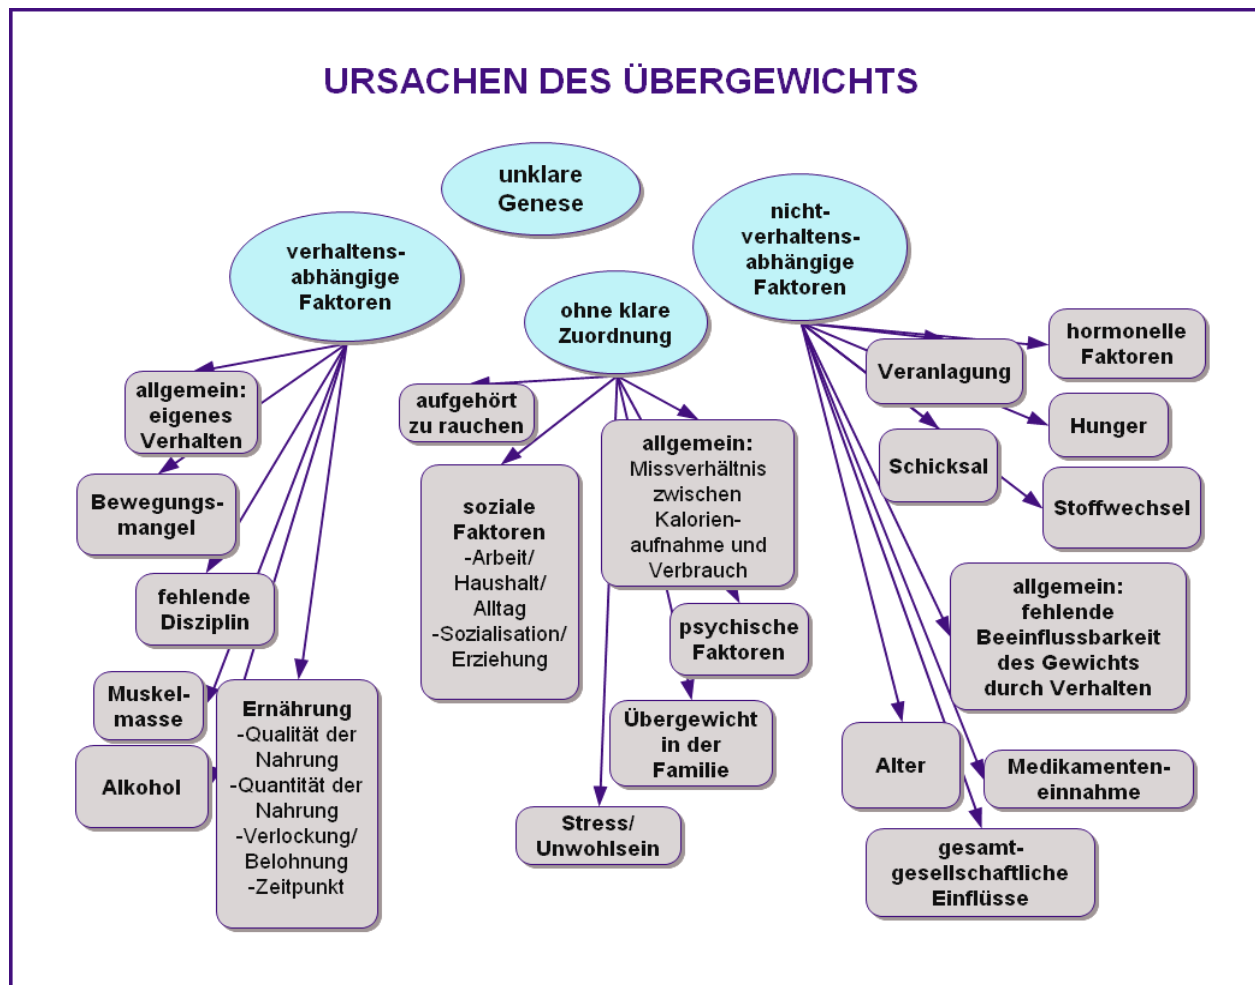 URSACHEN DES ÜBERGEWICHTS
unklare
Genese
verhaltens-
abhängige
Faktoren
ohne klare
Zuordnung
nicht-
verhaltens-
abhängige
Faktoren
allgemein:
eigenes
Verhalten
Bewegungs-
mangel
fehlende
Disziplin
Muskel-
masse
Alkohol
Ernährung
-Qualität der
Nahrung
-Quantität der
Nahrung
-Verlockung/
Belohnung
-Zeitpunkt
aufgehört
zu rauchen
soziale
Faktoren
-Arbeit/
Haushalt/
Alltag
-Sozialisation/
Erziehung
allgemein:
Missverhältnis
zwischen
Kalorien-
aufnahme und
Verbrauch
psychische
Faktoren
Übergewicht
in der
Familie
Stress/
Unwohlsein
Veranlagung
hormonelle
Faktoren
Hunger
Schicksal
Stoffwechsel
allgemein:
fehlende
Beeinflussbarkeit
des Gewichts
durch Verhalten
Alter
Medikamenten-
einnahme
gesamt-
gesellschaftliche
Einflüsse